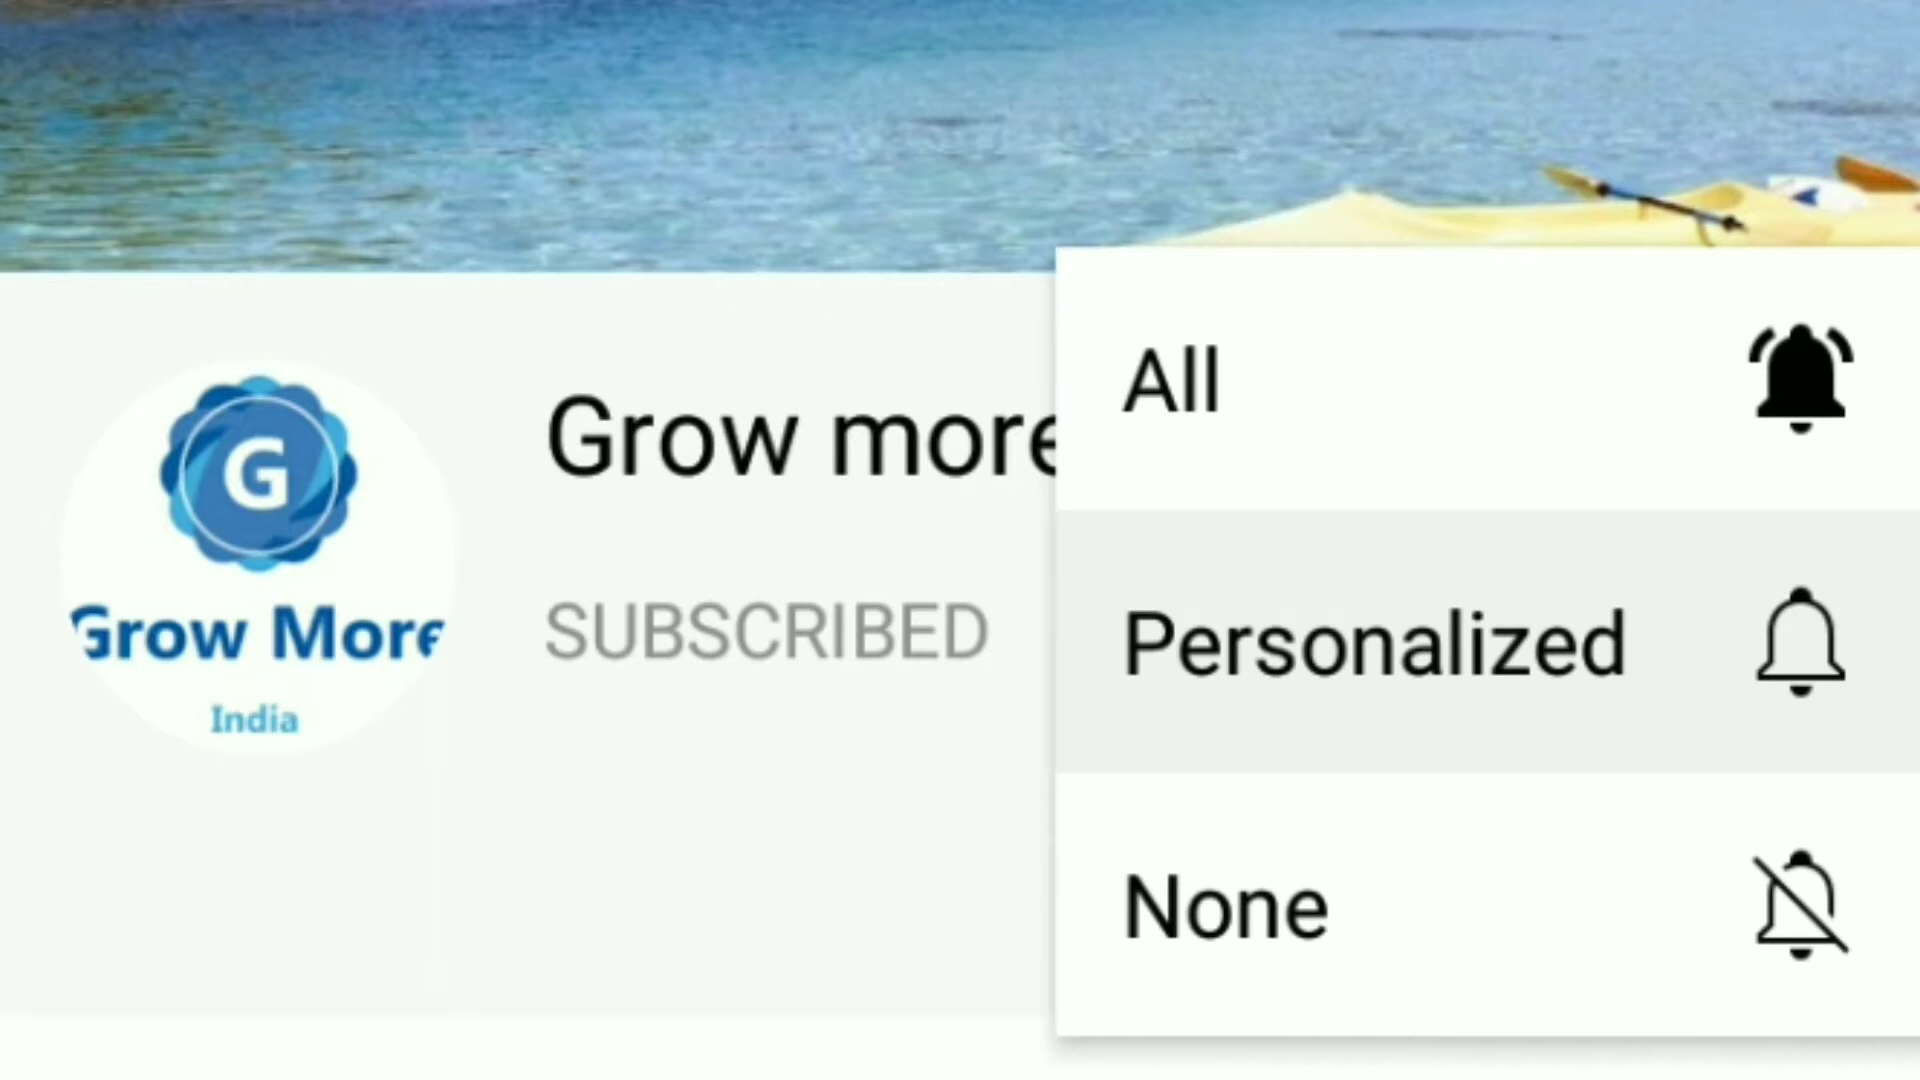 G
Grow More
India
Grow more
SUBSCRIBED
All
Personalized
None